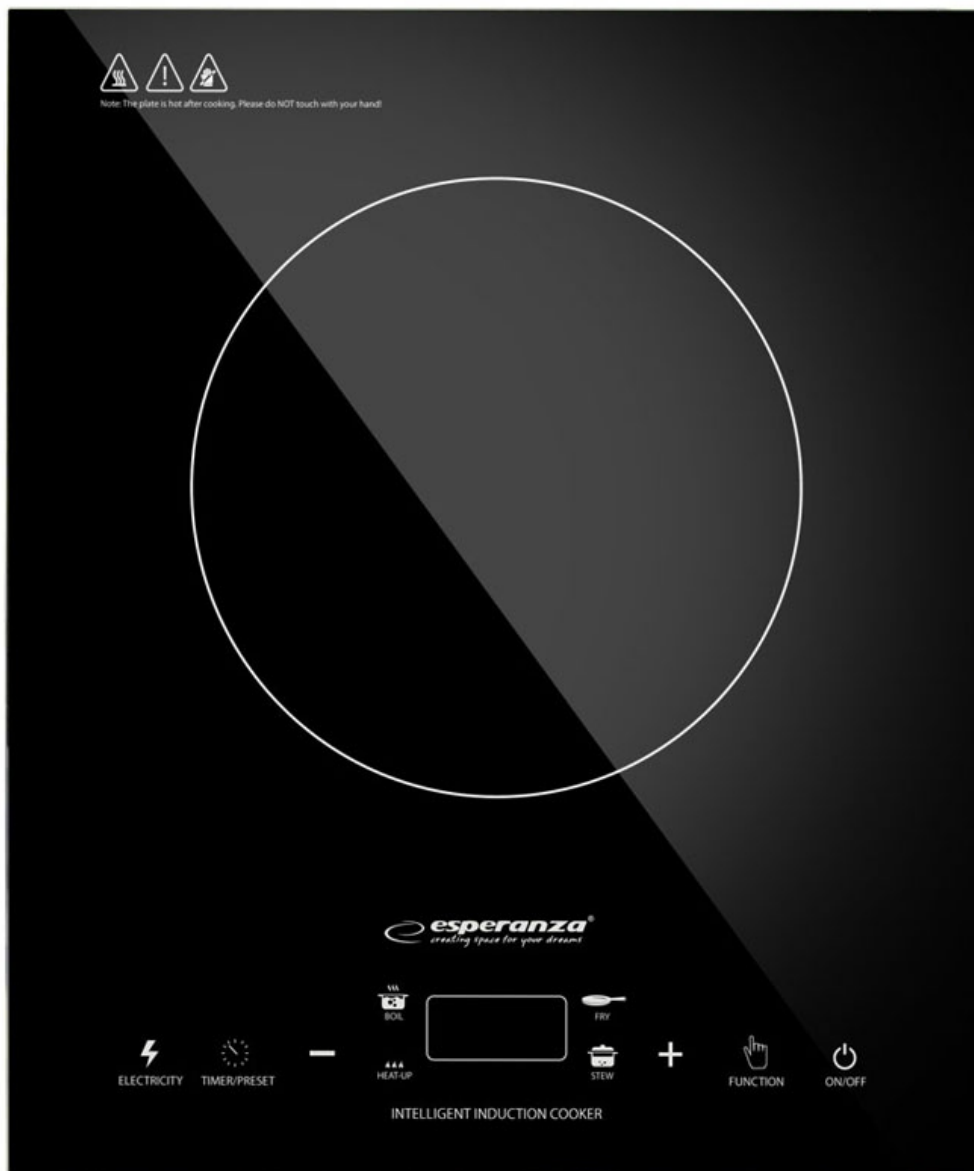 Note: The plate is hot after cooking. Please do NOT touch with your hand!
esperanza®
creating space for your dreams
BOIL
FRY
HEAT-UP
STEW
ELECTRICITY
TIMER/PRESET
−
+
FUNCTION
ON/OFF
INTELLIGENT INDUCTION COOKER